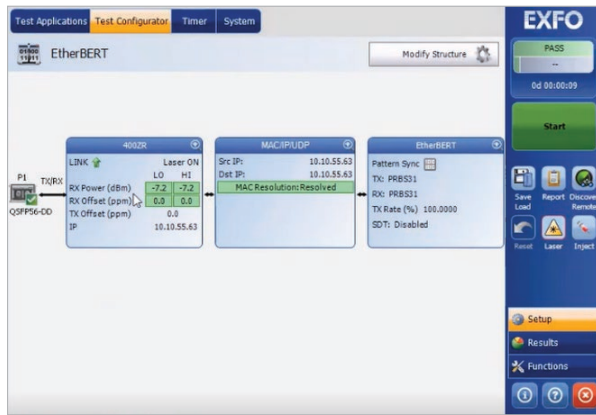 Test Applications Test Configurator Timer System
EXFO
EtherBERT
Modify Structure
PASS
--
0d 00:00:09
Start
400ZR
LINK Laser ON
LO HI
RX Power (dBm) -7.2 -7.2
RX Offset (ppm) 0.0 0.0
TX Offset (ppm) 0.0
IP 10.10.55.63
MAC/IP/UDP
Src IP: 10.10.55.63
Dst IP: 10.10.55.63
MAC Resolution: Resolved
EtherBERT
Pattern Sync --
TX: PRBS31
RX: PRBS31
TX Rate (%) 100.0000
SDT: Disabled
P1 TX/RX
QSFP56-DD
Save Load
Report
Discover Remote
Reset
Laser
Inject
Setup
Results
Functions